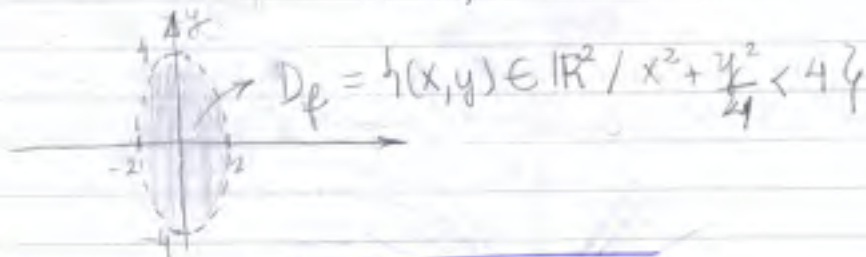 y
4
D_f = {(x,y) ∈ ℝ² / x² + y²/4 < 4}
-2 2
-4